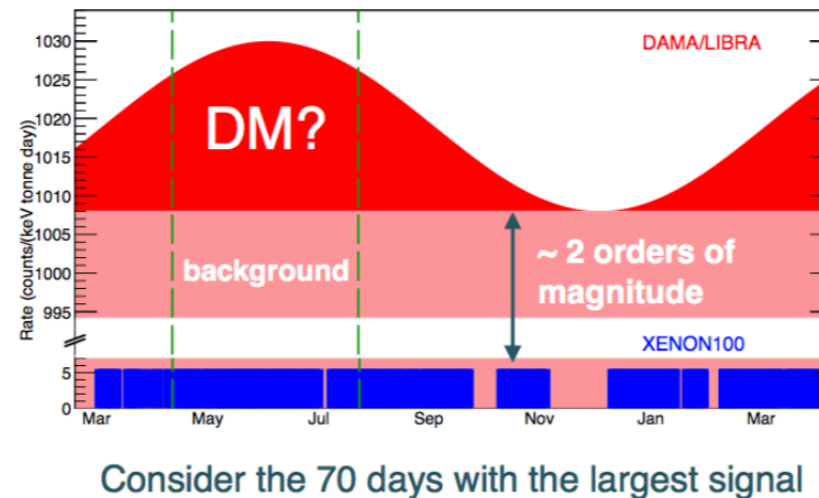 1030
DAMA/LIBRA
1025
1020
DM?
1015
1010
1005
~ 2 orders of
background
magnitude
1000
995
XENON100
5
0
Rate (counts/(keV tonne day))
Mar May Jul Sep Nov Jan Mar
Consider the 70 days with the largest signal